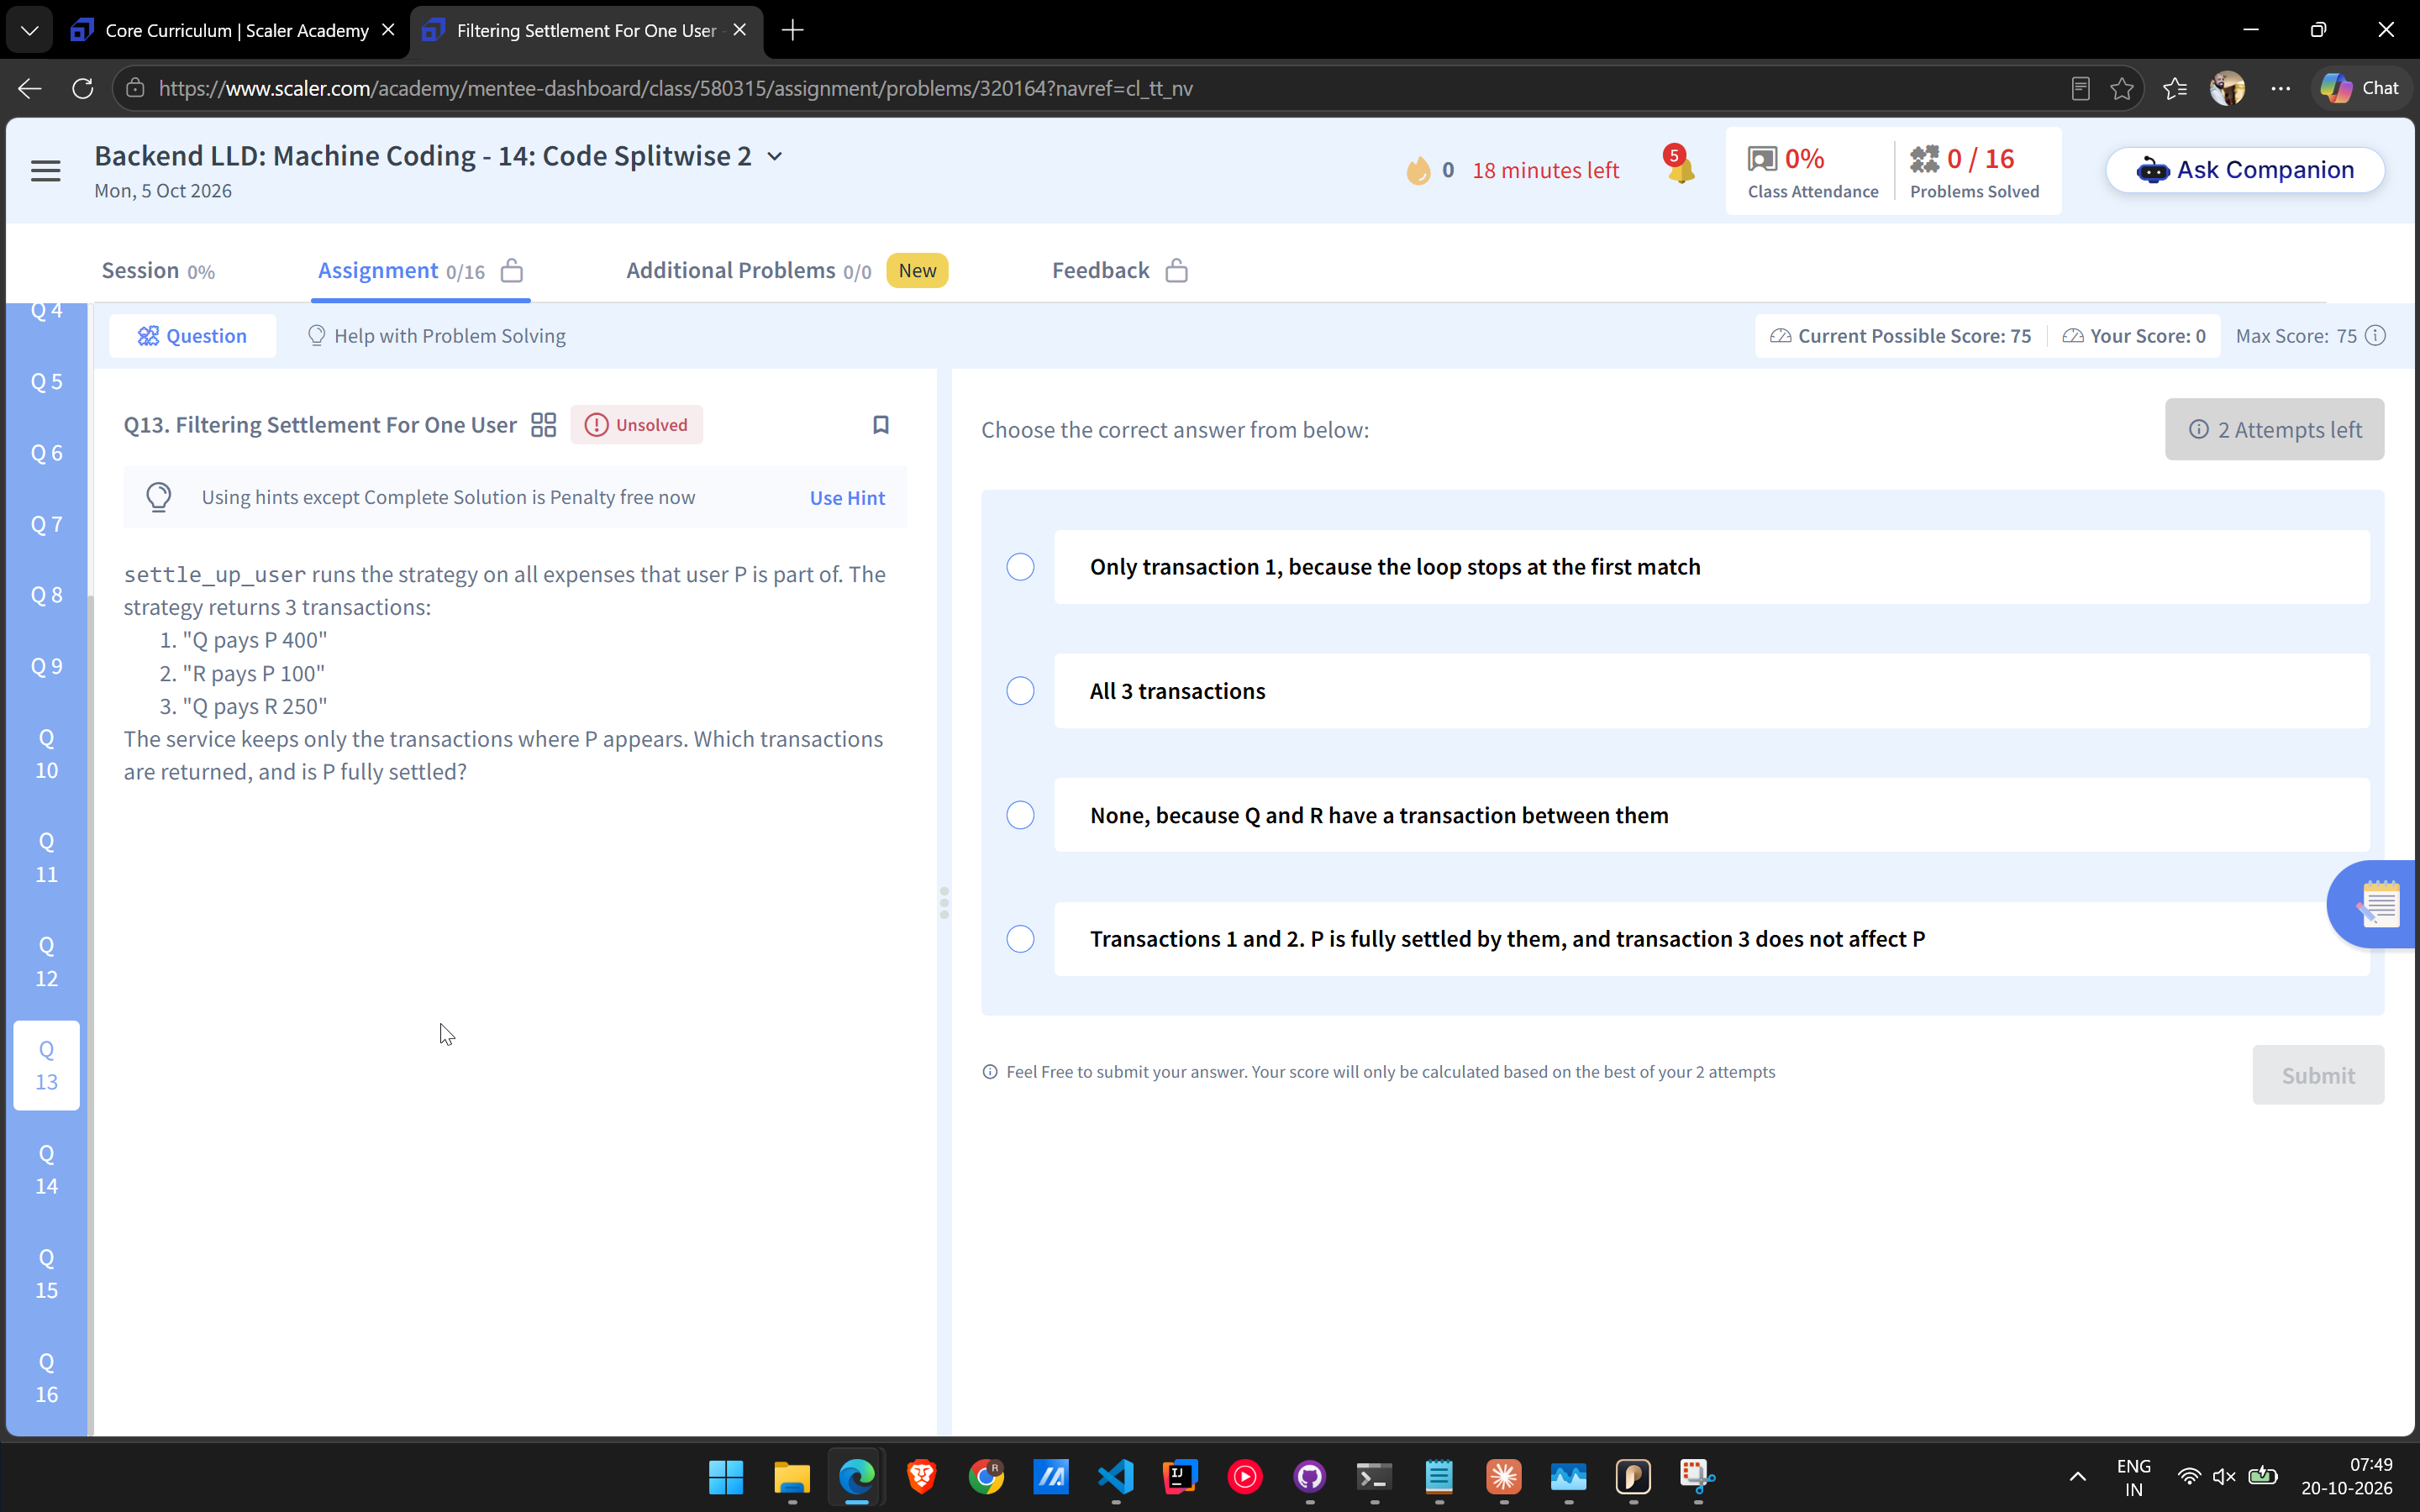 Core Curriculum | Scaler Academy
Filtering Settlement For One User
https://www.scaler.com/academy/mentee-dashboard/class/580315/assignment/problems/320164?navref=cl_tt_nv
Chat
Backend LLD: Machine Coding - 14: Code Splitwise 2
Mon, 5 Oct 2026
0 18 minutes left
5
0%
Class Attendance
0 / 16
Problems Solved
Ask Companion
Session 0%
Assignment 0/16
Additional Problems 0/0 New
Feedback
Q 4
Q 5
Q 6
Q 7
Q 8
Q 9
Q
10
Q
11
Q
12
Q
13
Q
14
Q
15
Q
16
Question
Help with Problem Solving
Current Possible Score: 75
Your Score: 0
Max Score: 75
Q13. Filtering Settlement For One User
Unsolved
Using hints except Complete Solution is Penalty free now
Use Hint
settle_up_user runs the strategy on all expenses that user P is part of. The
strategy returns 3 transactions:
1. "Q pays P 400"
2. "R pays P 100"
3. "Q pays R 250"
The service keeps only the transactions where P appears. Which transactions
are returned, and is P fully settled?
Choose the correct answer from below:
2 Attempts left
Only transaction 1, because the loop stops at the first match
All 3 transactions
None, because Q and R have a transaction between them
Transactions 1 and 2. P is fully settled by them, and transaction 3 does not affect P
Feel Free to submit your answer. Your score will only be calculated based on the best of your 2 attempts
Submit
R
IJ
ENG
IN
07:49
20-10-2026